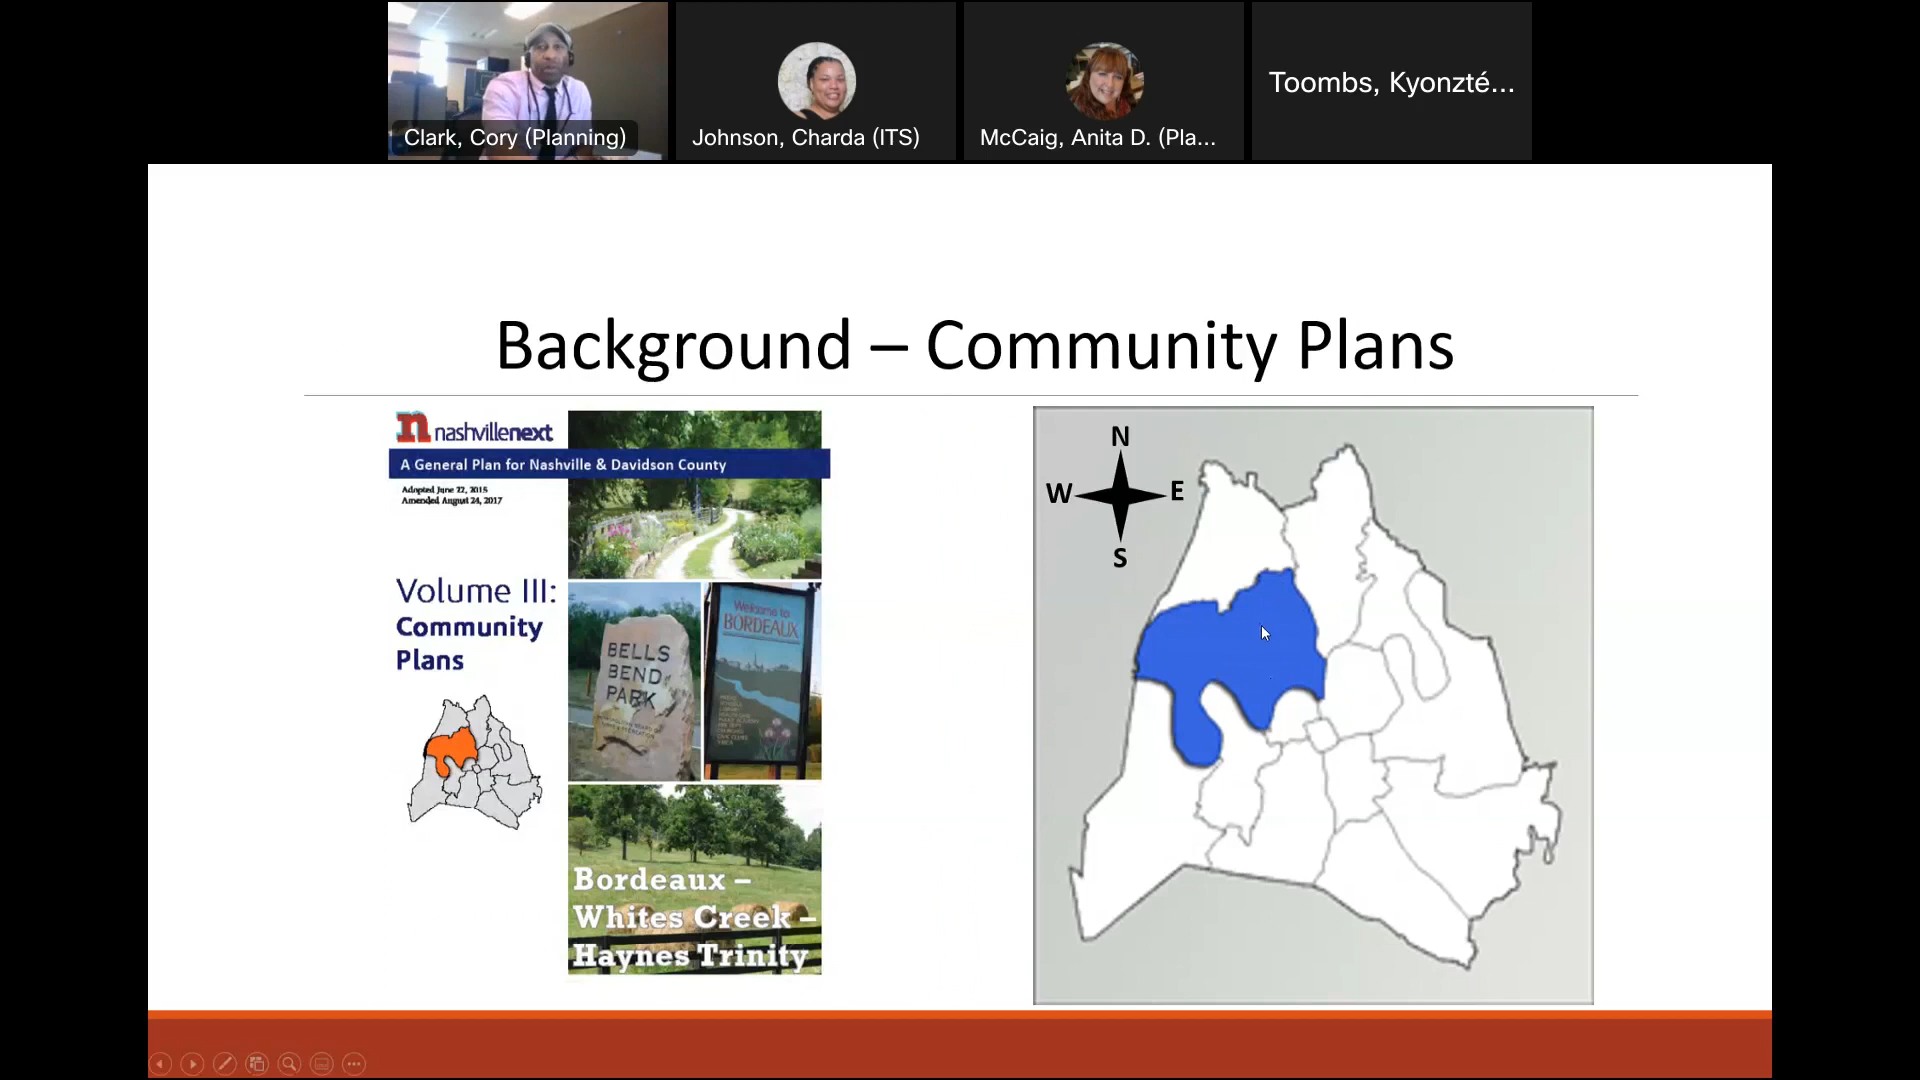 Clark, Cory (Planning)
Johnson, Charda (ITS)
McCaig, Anita D. (Pla...
Toombs, Kyonzté...
Background – Community Plans
n nashvillenext
A General Plan for Nashville & Davidson County
Adopted June 22, 2015
Amended August 24, 2017
Volume III:
Community
Plans
BELLS
BEND
PARK
Welcome to
BORDEAUX
Bordeaux –
Whites Creek –
Haynes Trinity
N
W E
S